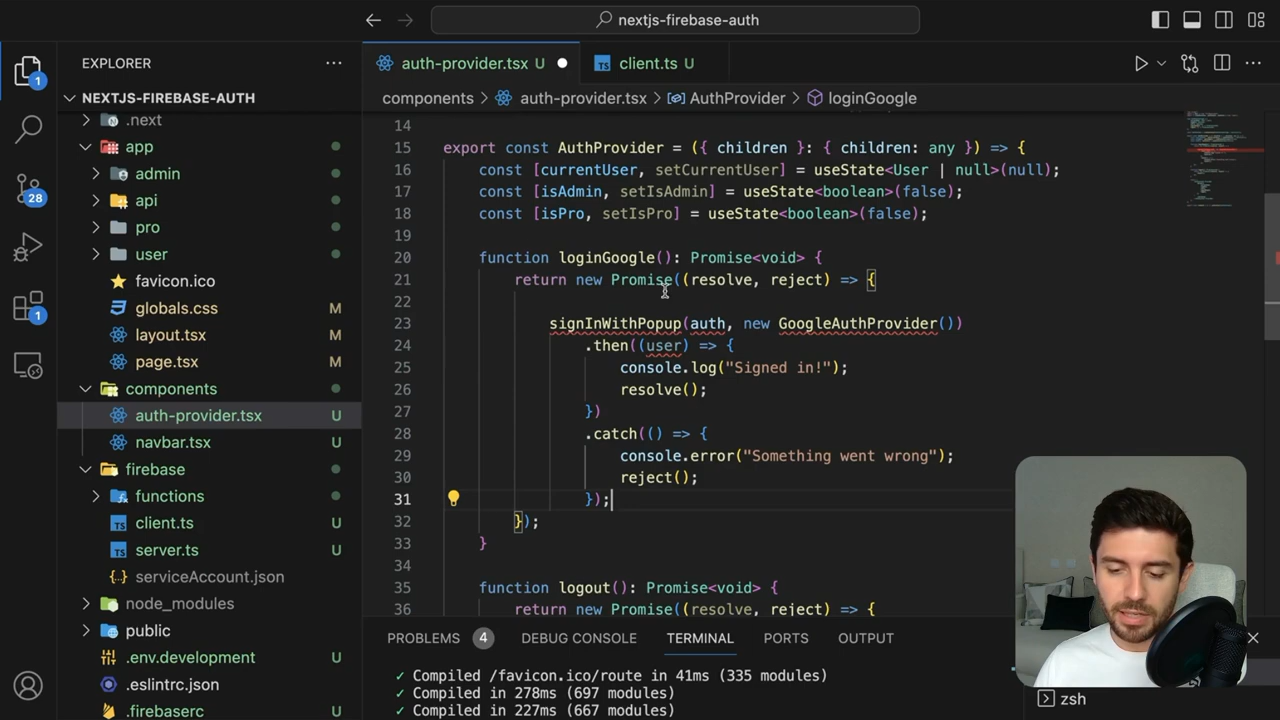 nextjs-firebase-auth
EXPLORER
auth-provider.tsx U
client.ts U
1
NEXTJS-FIREBASE-AUTH
components > auth-provider.tsx > AuthProvider > loginGoogle
.next
app
admin
28
api
pro
user
favicon.ico
globals.css M
1
layout.tsx M
page.tsx M
components
auth-provider.tsx U
navbar.tsx U
firebase
functions
client.ts U
server.ts U
serviceAccount.json
node_modules
public
.env.development U
.eslintrc.json
.firebaserc U
14
15 export const AuthProvider = ({ children }: { children: any }) => {
16 const [currentUser, setCurrentUser] = useState<User | null>(null);
17 const [isAdmin, setIsAdmin] = useState<boolean>(false);
18 const [isPro, setIsPro] = useState<boolean>(false);
19
20 function loginGoogle(): Promise<void> {
21 return new Promise((resolve, reject) => {
22
23 signInWithPopup(auth, new GoogleAuthProvider())
24 .then((user) => {
25 console.log("Signed in!");
26 resolve();
27 })
28 .catch(() => {
29 console.error("Something went wrong");
30 reject();
31 });
32 });
33 }
34
35 function logout(): Promise<void> {
36 return new Promise((resolve, reject) => {
PROBLEMS 4 DEBUG CONSOLE TERMINAL PORTS OUTPUT
✓ Compiled /favicon.ico/route in 41ms (335 modules)
✓ Compiled in 278ms (697 modules)
✓ Compiled in 227ms (667 modules)
zsh